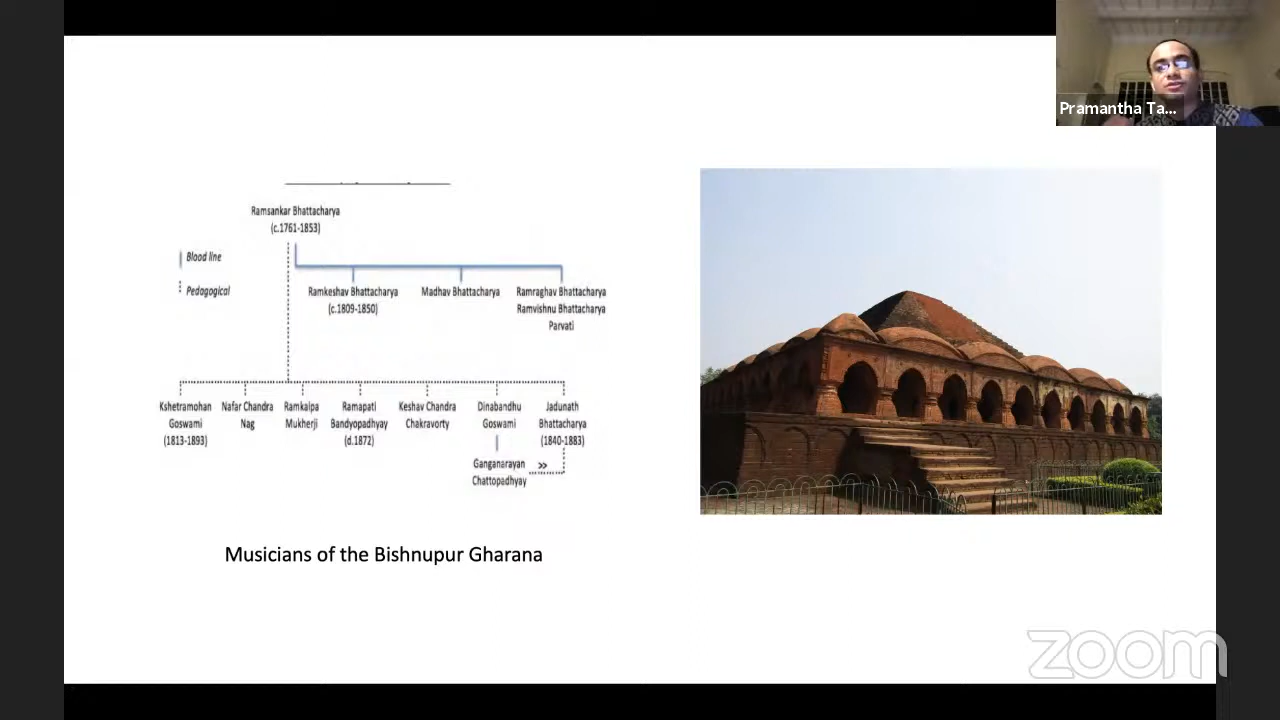 Pramantha Ta...
Ramsankar Bhattacharya
(c.1761-1853)
Blood line
Pedagogical
Ramkeshav Bhattacharya
(c.1809-1850)
Madhav Bhattacharya
Ramraghav Bhattacharya
Ramvishnu Bhattacharya
Parvati
Kshetramohan
Goswami
(1813-1893)
Nafar Chandra
Nag
Ramkalpa
Mukherji
Ramapati
Bandyopadhyay
(d.1872)
Keshav Chandra
Chakravorty
Dinabandhu
Goswami
Jadunath
Bhattacharya
(1840-1883)
Ganganarayan
Chattopadhyay
»
Musicians of the Bishnupur Gharana
zoom